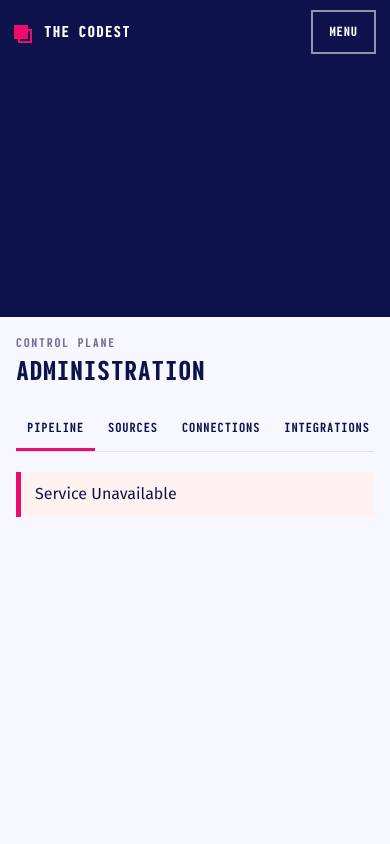 THE CODEST
MENU
CONTROL PLANE
ADMINISTRATION
PIPELINE SOURCES CONNECTIONS INTEGRATIONS
Service Unavailable